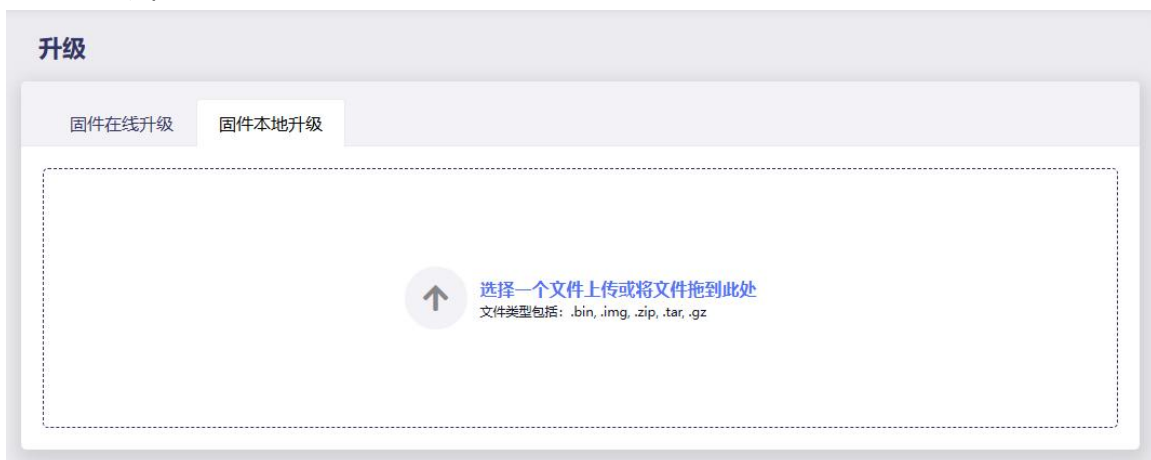 升级
固件在线升级 固件本地升级
选择一个文件上传或将文件拖到此处
文件类型包括：.bin, .img, .zip, .tar, .gz